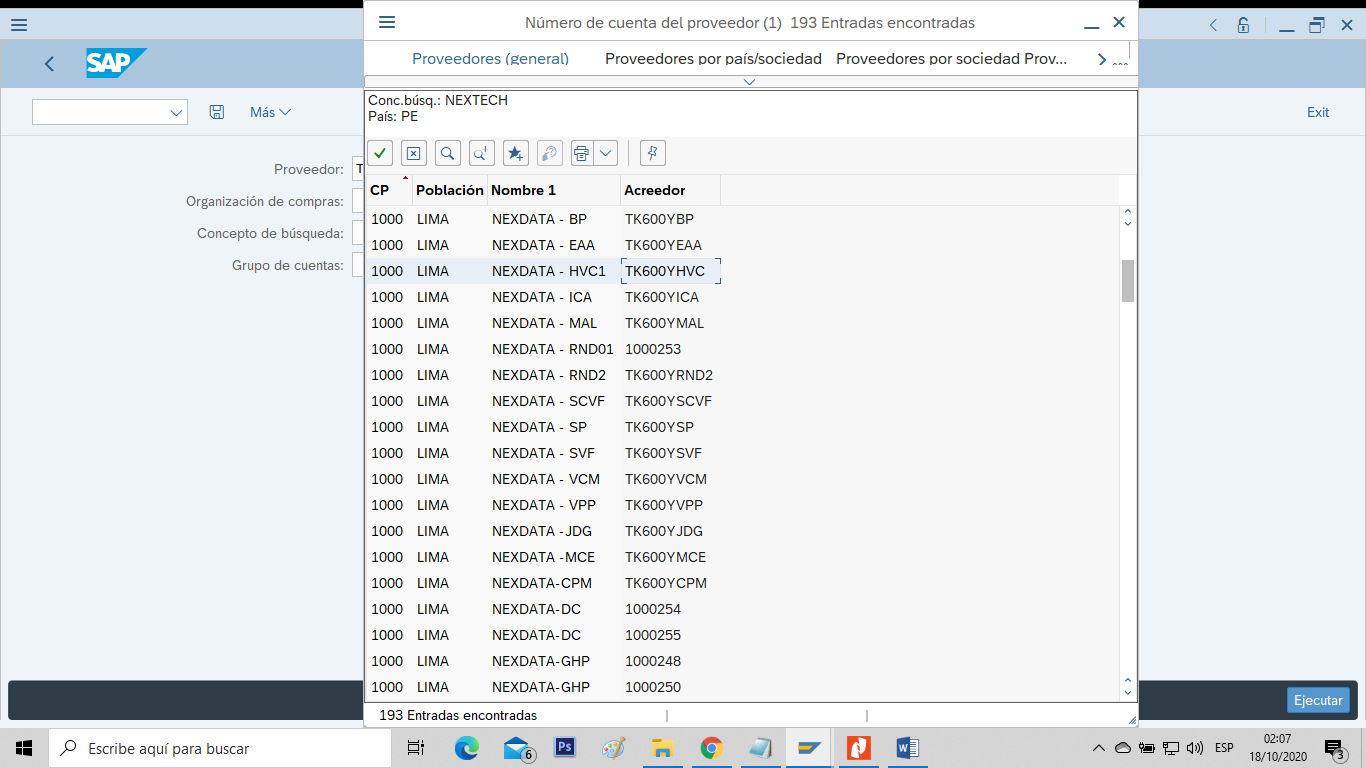 Número de cuenta del proveedor (1) 193 Entradas encontradas
SAP
Proveedores (general) Proveedores por país/sociedad Proveedores por sociedad Prov...
Conc.búsq.: NEXTECH
País: PE
Más
Exit
Proveedor: T
Organización de compras:
Concepto de búsqueda:
Grupo de cuentas:
CP Población Nombre 1 Acreedor
1000 LIMA NEXDATA - BP TK600YBP
1000 LIMA NEXDATA - EAA TK600YEAA
1000 LIMA NEXDATA - HVC1 TK600YHVC
1000 LIMA NEXDATA - ICA TK600YICA
1000 LIMA NEXDATA - MAL TK600YMAL
1000 LIMA NEXDATA - RND01 1000253
1000 LIMA NEXDATA - RND2 TK600YRND2
1000 LIMA NEXDATA - SCVF TK600YSCVF
1000 LIMA NEXDATA - SP TK600YSP
1000 LIMA NEXDATA - SVF TK600YSVF
1000 LIMA NEXDATA - VCM TK600YVCM
1000 LIMA NEXDATA - VPP TK600YVPP
1000 LIMA NEXDATA -JDG TK600YJDG
1000 LIMA NEXDATA -MCE TK600YMCE
1000 LIMA NEXDATA-CPM TK600YCPM
1000 LIMA NEXDATA-DC 1000254
1000 LIMA NEXDATA-DC 1000255
1000 LIMA NEXDATA-GHP 1000248
1000 LIMA NEXDATA-GHP 1000250
Ejecutar
193 Entradas encontradas
Escribe aquí para buscar
6
Ps
W
ESP
02:07
18/10/2020
3